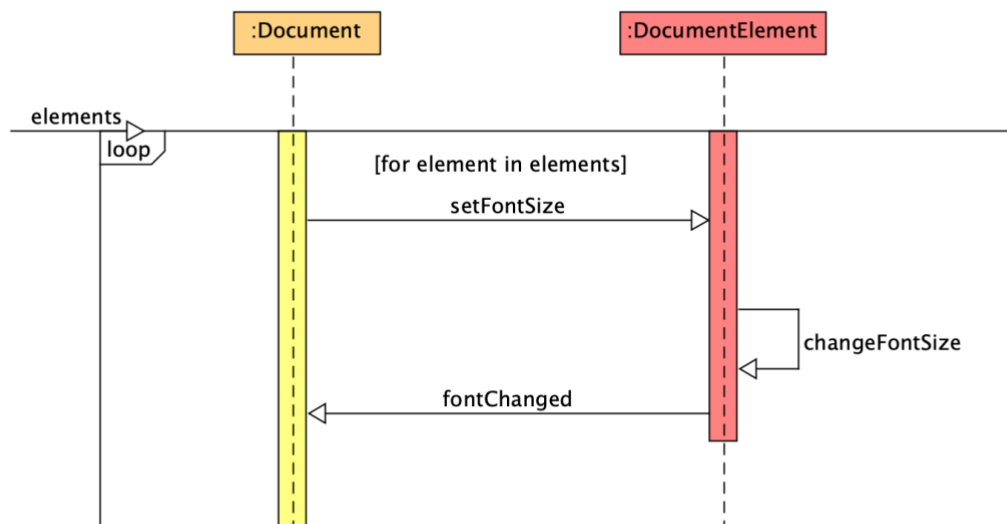 :Document
:DocumentElement
elements
loop
[for element in elements]
setFontSize
changeFontSize
fontChanged